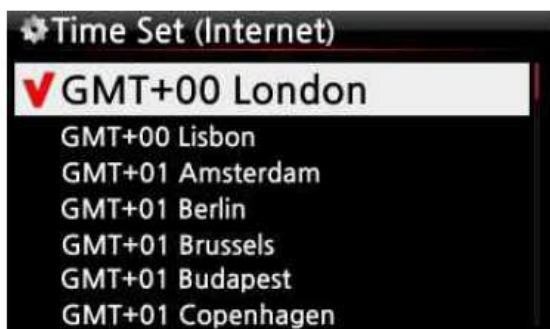 Time Set (Internet)
GMT+00 London
GMT+00 Lisbon
GMT+01 Amsterdam
GMT+01 Berlin
GMT+01 Brussels
GMT+01 Budapest
GMT+01 Copenhagen